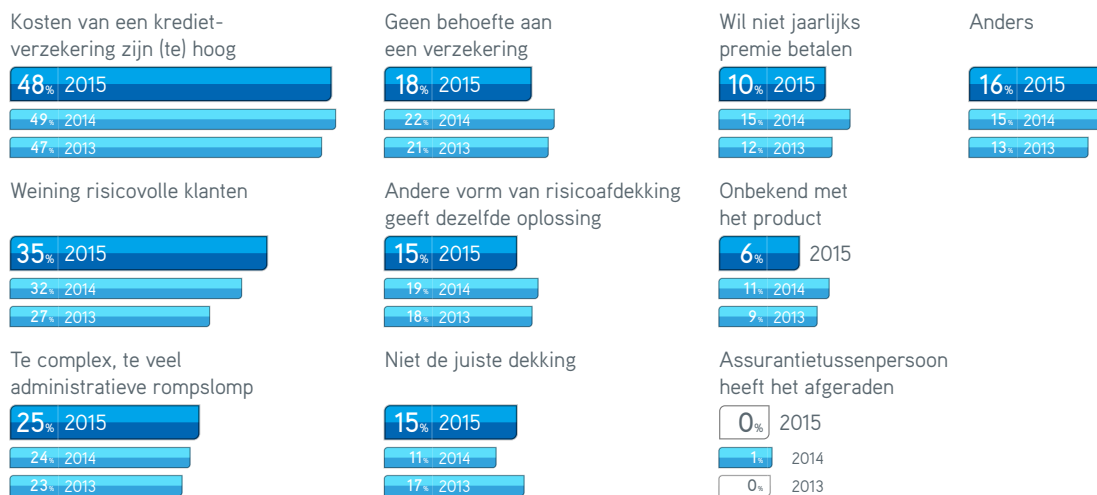 Kosten van een krediet-
verzekering zijn (te) hoog
48% 2015
49% 2014
47% 2013
Geen behoefte aan
een verzekering
18% 2015
22% 2014
21% 2013
Wil niet jaarlijks
premie betalen
10% 2015
15% 2014
12% 2013
Anders
16% 2015
15% 2014
13% 2013
Weining risicovolle klanten
35% 2015
32% 2014
27% 2013
Andere vorm van risicoafdekking
geeft dezelfde oplossing
15% 2015
19% 2014
18% 2013
Onbekend met
het product
6% 2015
11% 2014
9% 2013
Te complex, te veel
administratieve rompslomp
25% 2015
24% 2014
23% 2013
Niet de juiste dekking
15% 2015
11% 2014
17% 2013
Assurantietussenpersoon
heeft het afgeraden
0% 2015
1% 2014
0% 2013